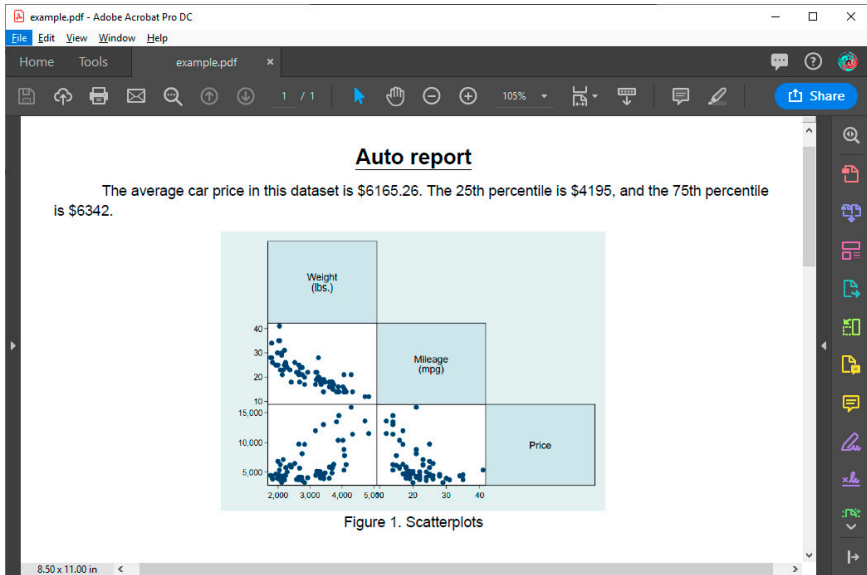 example.pdf - Adobe Acrobat Pro DC
File Edit View Window Help
Home Tools example.pdf ×
1 / 1 105% Share
Auto report
The average car price in this dataset is $6165.26. The 25th percentile is $4195, and the 75th percentile
is $6342.
Weight
(lbs.)
40
30
20
10
Mileage
(mpg)
15,000
10,000
5,000
Price
2,000 3,000 4,000 5,000 20 30 40
Figure 1. Scatterplots
8.50 x 11.00 in